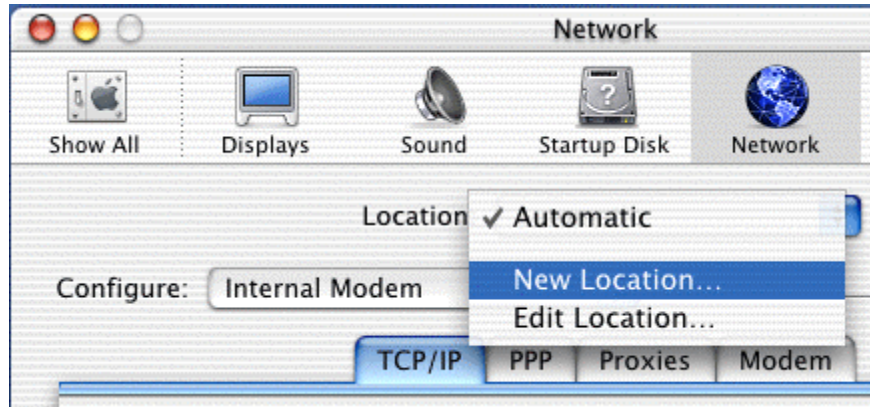 Network
Show All Displays Sound Startup Disk Network
Location ✓ Automatic
New Location...
Configure: Internal Modem
Edit Location...
TCP/IP PPP Proxies Modem